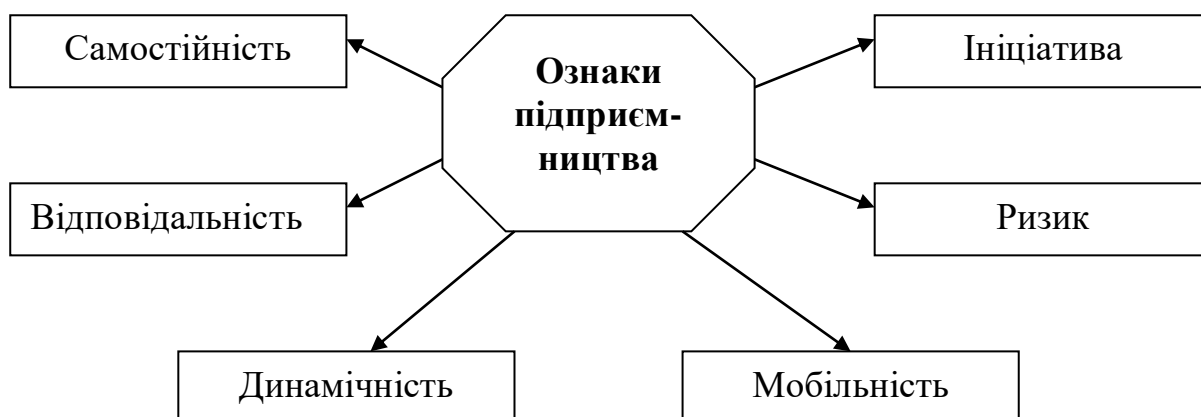 Самостійність
Ознаки
підприєм-
ництва
Ініціатива
Відповідальність
Ризик
Динамічність
Мобільність